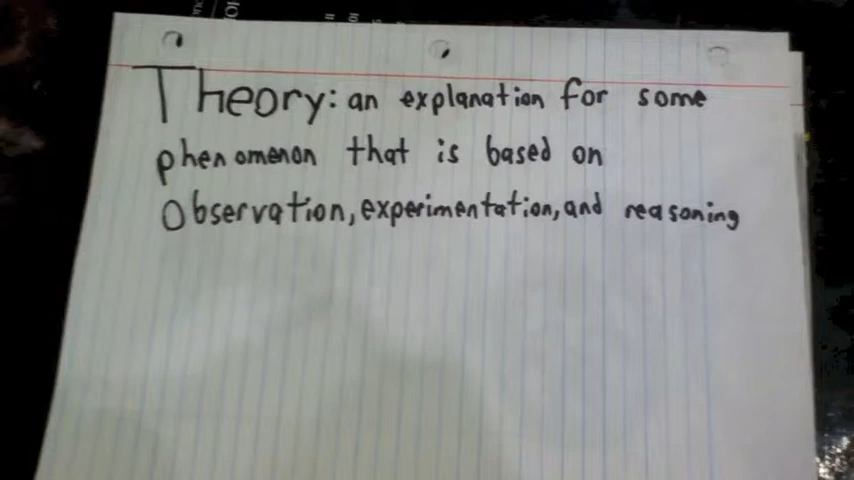 Theory: an explanation for some
phenomenon that is based on
Observation, experimentation, and reasoning